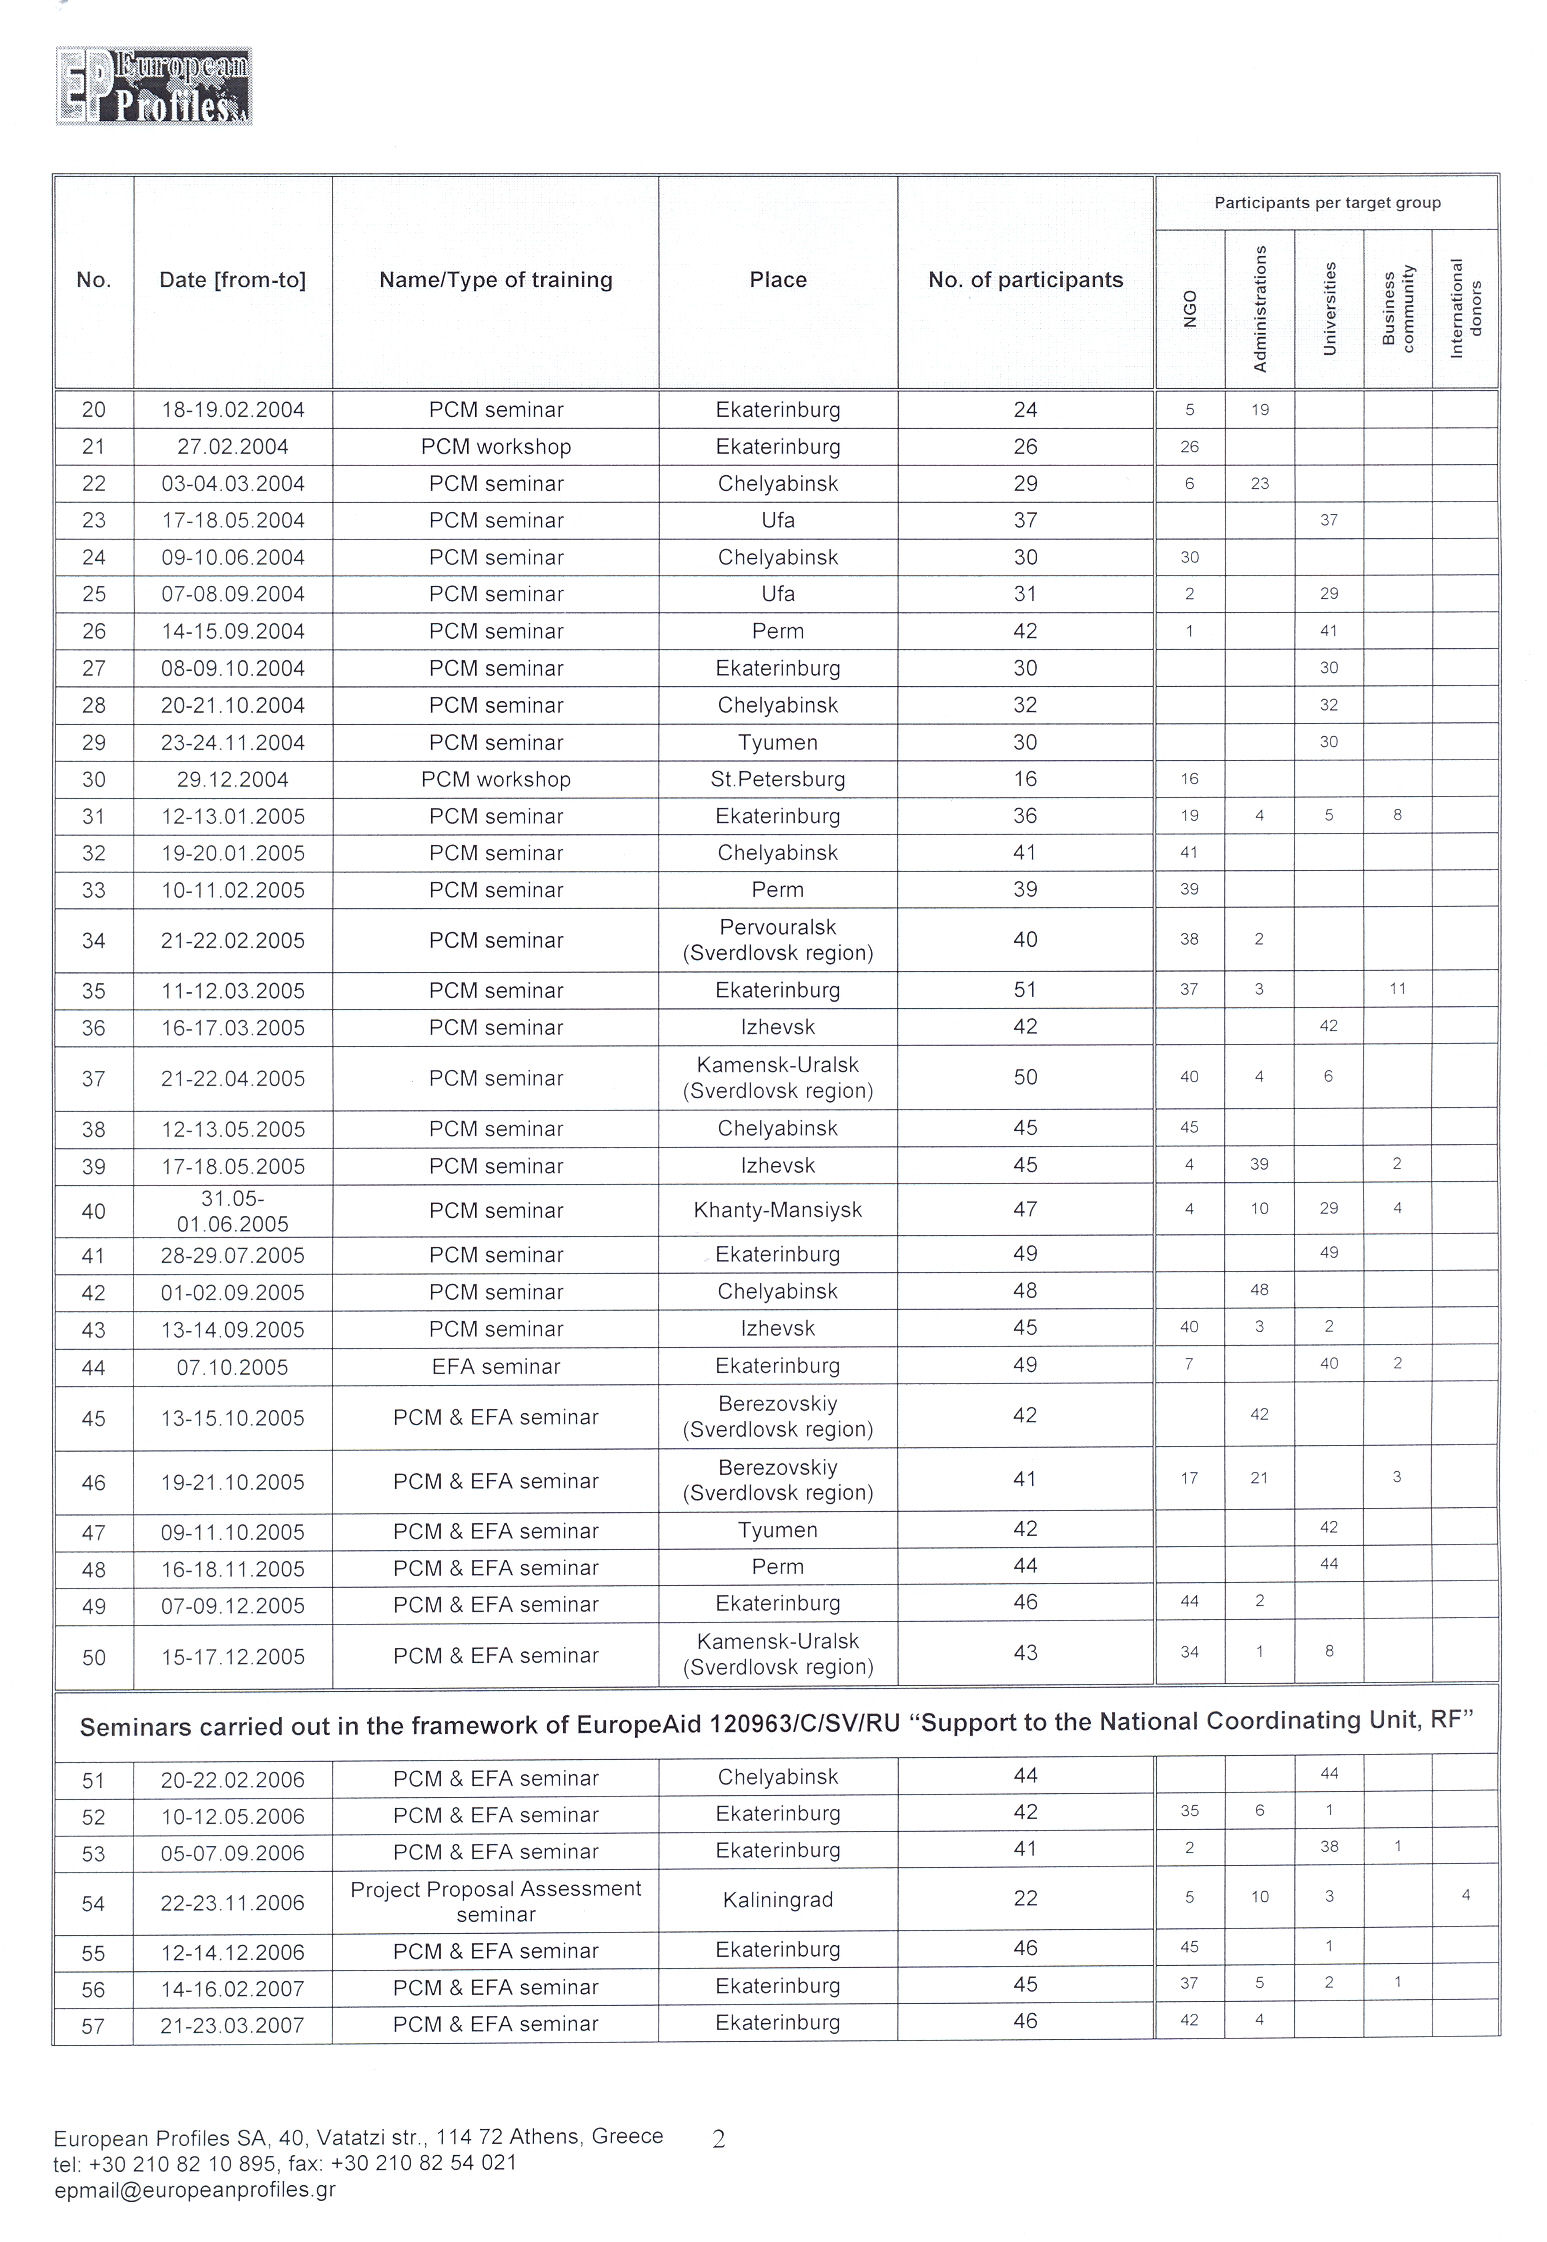 EP European
Profiles SA
Participants per target group
No. Date [from-to] Name/Type of training Place No. of participants NGO Administrations Universities Business community International donors
20 18-19.02.2004 PCM seminar Ekaterinburg 24 5 19
21 27.02.2004 PCM workshop Ekaterinburg 26 26
22 03-04.03.2004 PCM seminar Chelyabinsk 29 6 23
23 17-18.05.2004 PCM seminar Ufa 37 37
24 09-10.06.2004 PCM seminar Chelyabinsk 30 30
25 07-08.09.2004 PCM seminar Ufa 31 2 29
26 14-15.09.2004 PCM seminar Perm 42 1 41
27 08-09.10.2004 PCM seminar Ekaterinburg 30 30
28 20-21.10.2004 PCM seminar Chelyabinsk 32 32
29 23-24.11.2004 PCM seminar Tyumen 30 30
30 29.12.2004 PCM workshop St.Petersburg 16 16
31 12-13.01.2005 PCM seminar Ekaterinburg 36 19 4 5 8
32 19-20.01.2005 PCM seminar Chelyabinsk 41 41
33 10-11.02.2005 PCM seminar Perm 39 39
34 21-22.02.2005 PCM seminar Pervouralsk (Sverdlovsk region) 40 38 2
35 11-12.03.2005 PCM seminar Ekaterinburg 51 37 3 11
36 16-17.03.2005 PCM seminar Izhevsk 42 42
37 21-22.04.2005 PCM seminar Kamensk-Uralsk (Sverdlovsk region) 50 40 4 6
38 12-13.05.2005 PCM seminar Chelyabinsk 45 45
39 17-18.05.2005 PCM seminar Izhevsk 45 4 39 2
40 31.05-01.06.2005 PCM seminar Khanty-Mansiysk 47 4 10 29 4
41 28-29.07.2005 PCM seminar Ekaterinburg 49 49
42 01-02.09.2005 PCM seminar Chelyabinsk 48 48
43 13-14.09.2005 PCM seminar Izhevsk 45 40 3 2
44 07.10.2005 EFA seminar Ekaterinburg 49 7 40 2
45 13-15.10.2005 PCM & EFA seminar Berezovskiy (Sverdlovsk region) 42 42
46 19-21.10.2005 PCM & EFA seminar Berezovskiy (Sverdlovsk region) 41 17 21 3
47 09-11.10.2005 PCM & EFA seminar Tyumen 42 42
48 16-18.11.2005 PCM & EFA seminar Perm 44 44
49 07-09.12.2005 PCM & EFA seminar Ekaterinburg 46 44 2
50 15-17.12.2005 PCM & EFA seminar Kamensk-Uralsk (Sverdlovsk region) 43 34 1 8
Seminars carried out in the framework of EuropeAid 120963/C/SV/RU “Support to the National Coordinating Unit, RF”
51 20-22.02.2006 PCM & EFA seminar Chelyabinsk 44 44
52 10-12.05.2006 PCM & EFA seminar Ekaterinburg 42 35 6 1
53 05-07.09.2006 PCM & EFA seminar Ekaterinburg 41 2 38 1
54 22-23.11.2006 Project Proposal Assessment seminar Kaliningrad 22 5 10 3 4
55 12-14.12.2006 PCM & EFA seminar Ekaterinburg 46 45 1
56 14-16.02.2007 PCM & EFA seminar Ekaterinburg 45 37 5 2 1
57 21-23.03.2007 PCM & EFA seminar Ekaterinburg 46 42 4
European Profiles SA, 40, Vatatzi str., 114 72 Athens, Greece 2
tel: +30 210 82 10 895, fax: +30 210 82 54 021
epmail@europeanprofiles.gr